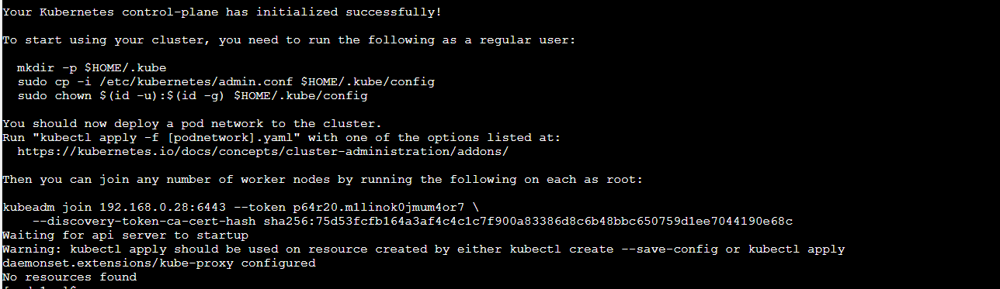 Your Kubernetes control-plane has initialized successfully!
To start using your cluster, you need to run the following as a regular user:
mkdir -p $HOME/.kube
sudo cp -i /etc/kubernetes/admin.conf $HOME/.kube/config
sudo chown $(id -u):$(id -g) $HOME/.kube/config
You should now deploy a pod network to the cluster.
Run "kubectl apply -f [podnetwork].yaml" with one of the options listed at:
https://kubernetes.io/docs/concepts/cluster-administration/addons/
Then you can join any number of worker nodes by running the following on each as root:
kubeadm join 192.168.0.28:6443 --token p64r20.m1linok0jmum4or7 \
--discovery-token-ca-cert-hash sha256:75d53fcfb164a3af4c4c1c7f900a83386d8c6b48bbc650759d1ee7044190e68c
Waiting for api server to startup
Warning: kubectl apply should be used on resource created by either kubectl create --save-config or kubectl apply
daemonset.extensions/kube-proxy configured
No resources found